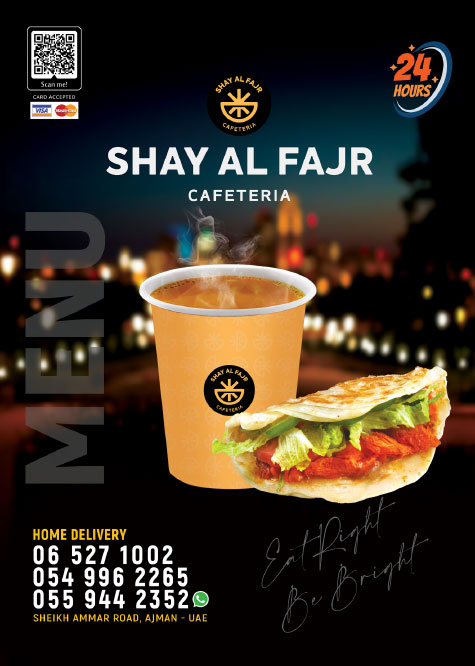 Scan me!
CARD ACCEPTED
VISA
MasterCard
SHAY AL FAJR
CAFETERIA
24
HOURS
SHAY AL FAJR
CAFETERIA
MENU
SHAY AL FAJR
CAFETERIA
Eat Right
Be Bright
HOME DELIVERY
06 527 1002
054 996 2265
055 944 2352
SHEIKH AMMAR ROAD, AJMAN - UAE